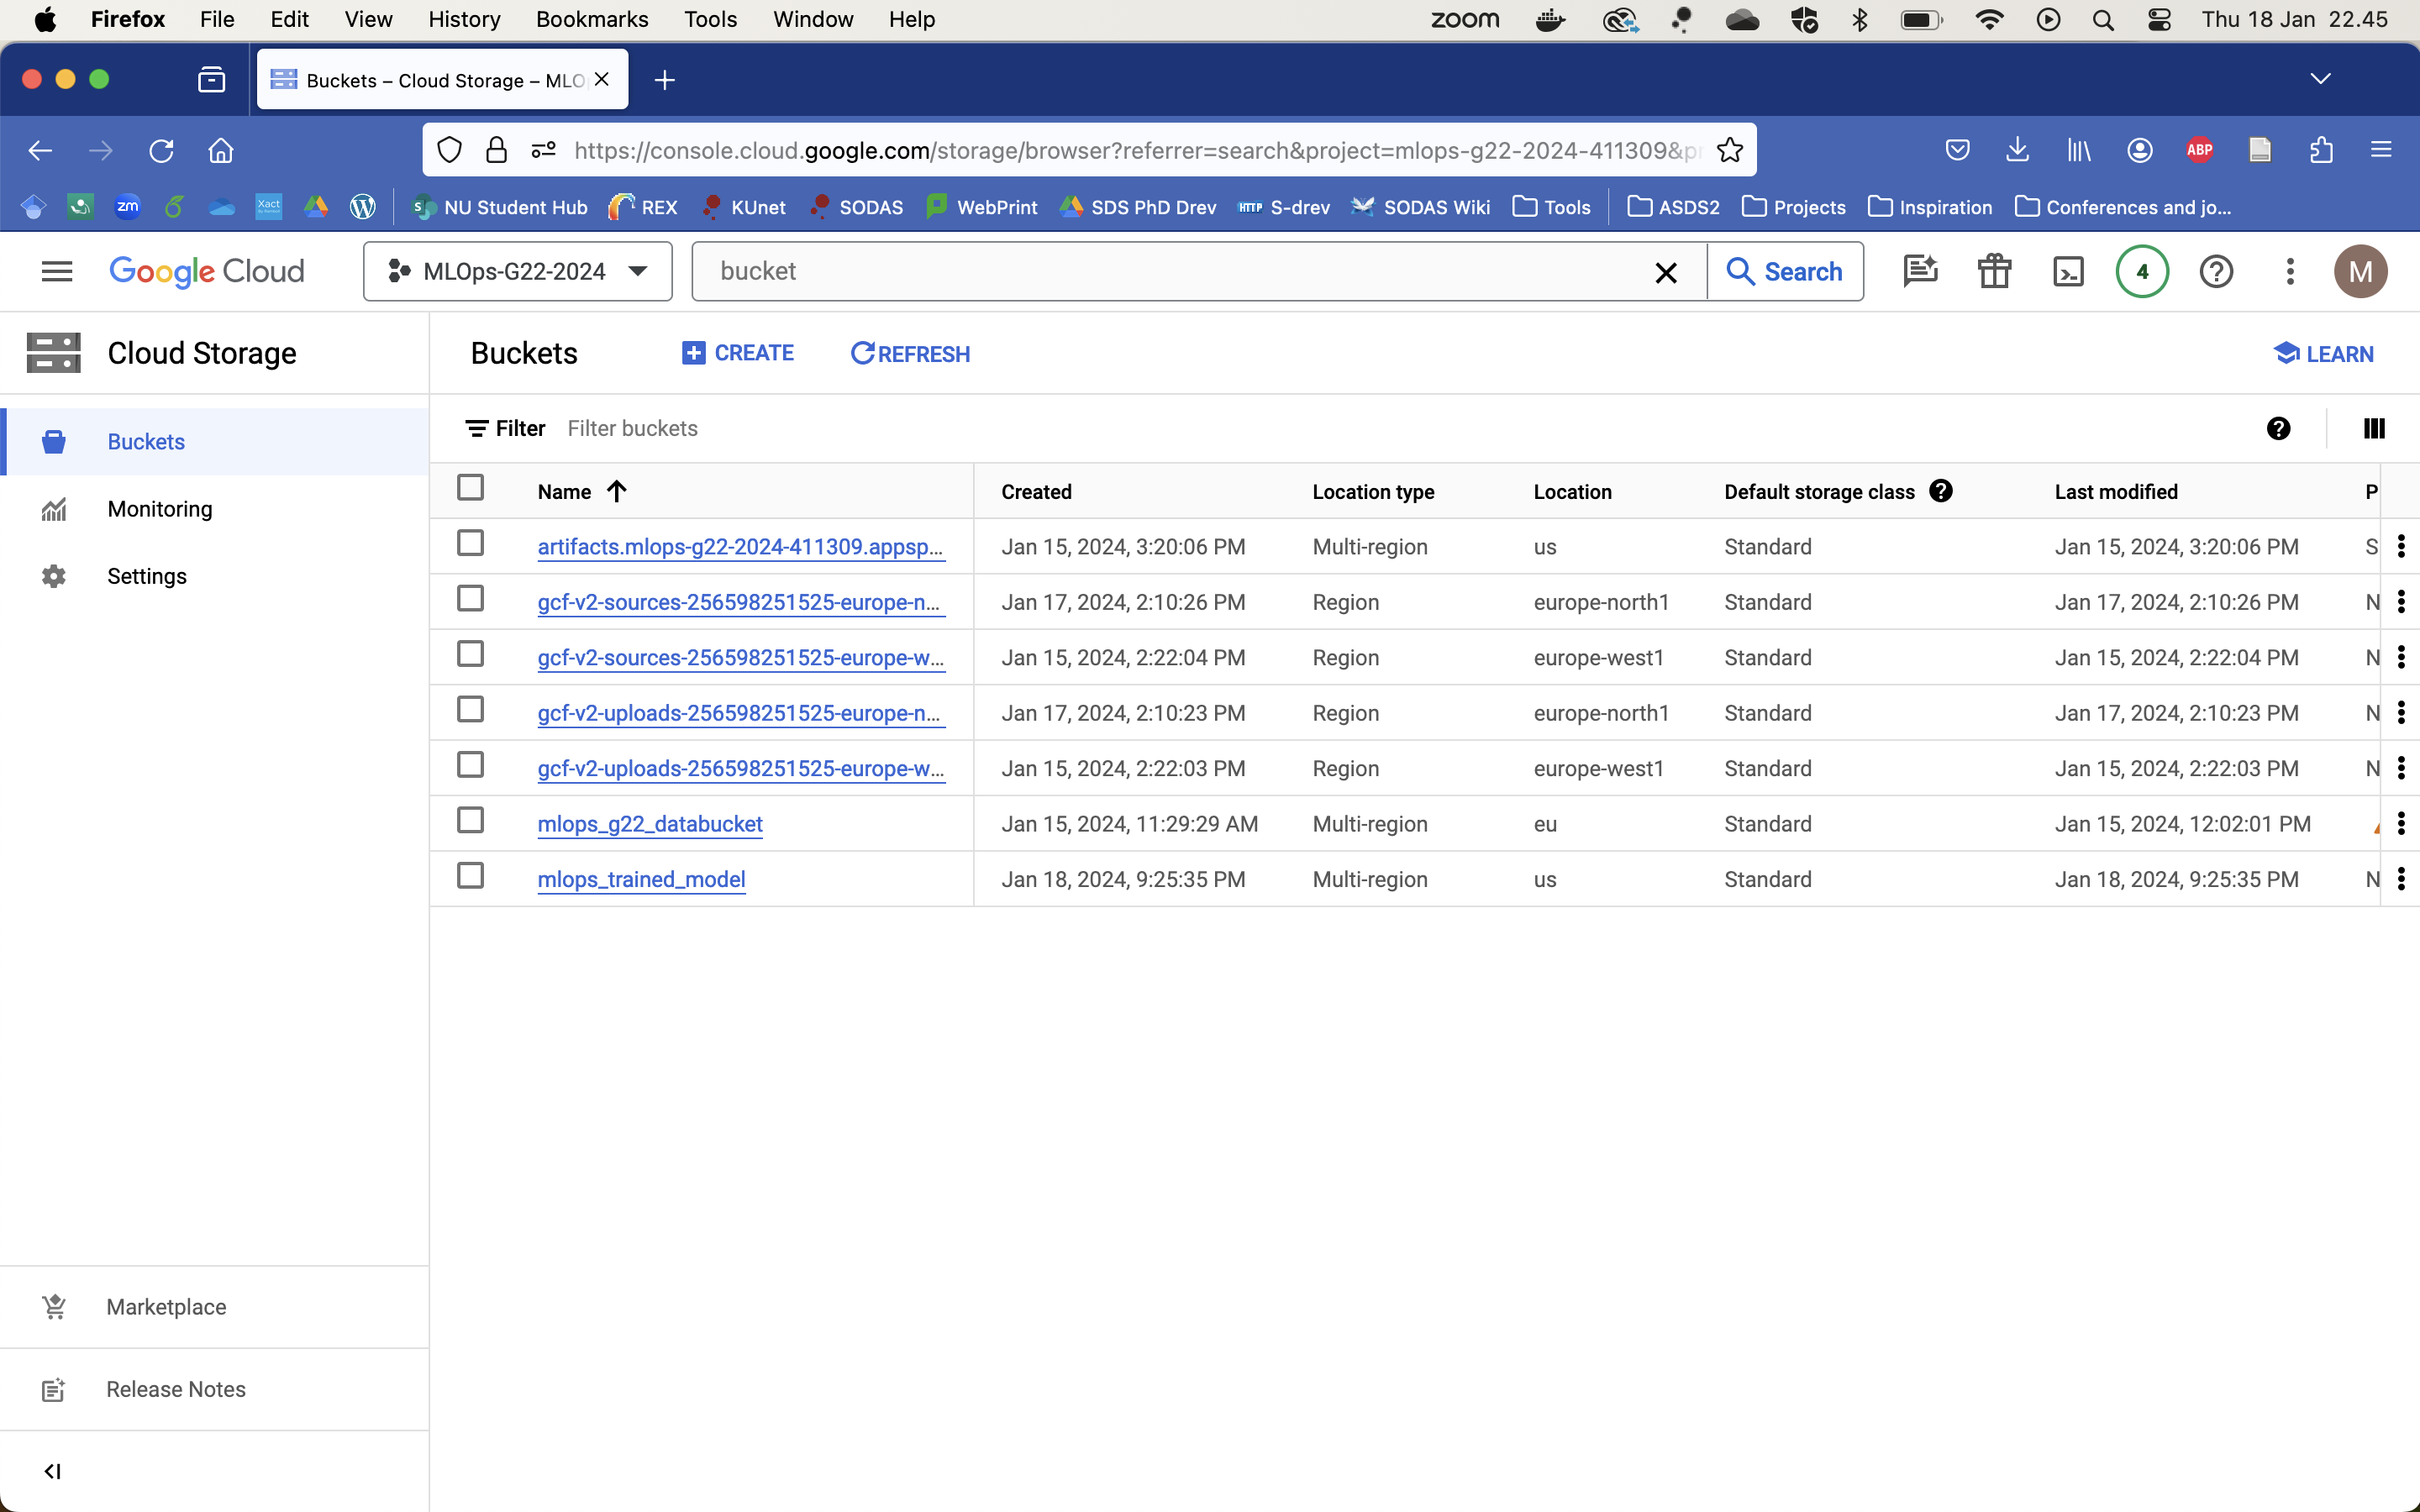 Firefox File Edit View History Bookmarks Tools Window Help zoom Thu 18 Jan 22.45
Buckets – Cloud Storage – MLO
https://console.cloud.google.com/storage/browser?referrer=search&project=mlops-g22-2024-411309&pr
ABP
zm Xact NU Student Hub REX KUnet SODAS WebPrint SDS PhD Drev HTTP S-drev SODAS Wiki Tools ASDS2 Projects Inspiration Conferences and jo...
Google Cloud MLOps-G22-2024 bucket Search 4 M
Cloud Storage Buckets CREATE REFRESH LEARN
Filter Filter buckets
Buckets
Monitoring
Settings
Name Created Location type Location Default storage class Last modified P
artifacts.mlops-g22-2024-411309.appsp... Jan 15, 2024, 3:20:06 PM Multi-region us Standard Jan 15, 2024, 3:20:06 PM S
gcf-v2-sources-256598251525-europe-n... Jan 17, 2024, 2:10:26 PM Region europe-north1 Standard Jan 17, 2024, 2:10:26 PM N
gcf-v2-sources-256598251525-europe-w... Jan 15, 2024, 2:22:04 PM Region europe-west1 Standard Jan 15, 2024, 2:22:04 PM N
gcf-v2-uploads-256598251525-europe-n... Jan 17, 2024, 2:10:23 PM Region europe-north1 Standard Jan 17, 2024, 2:10:23 PM N
gcf-v2-uploads-256598251525-europe-w... Jan 15, 2024, 2:22:03 PM Region europe-west1 Standard Jan 15, 2024, 2:22:03 PM N
mlops_g22_databucket Jan 15, 2024, 11:29:29 AM Multi-region eu Standard Jan 15, 2024, 12:02:01 PM
mlops_trained_model Jan 18, 2024, 9:25:35 PM Multi-region us Standard Jan 18, 2024, 9:25:35 PM N
Marketplace
Release Notes